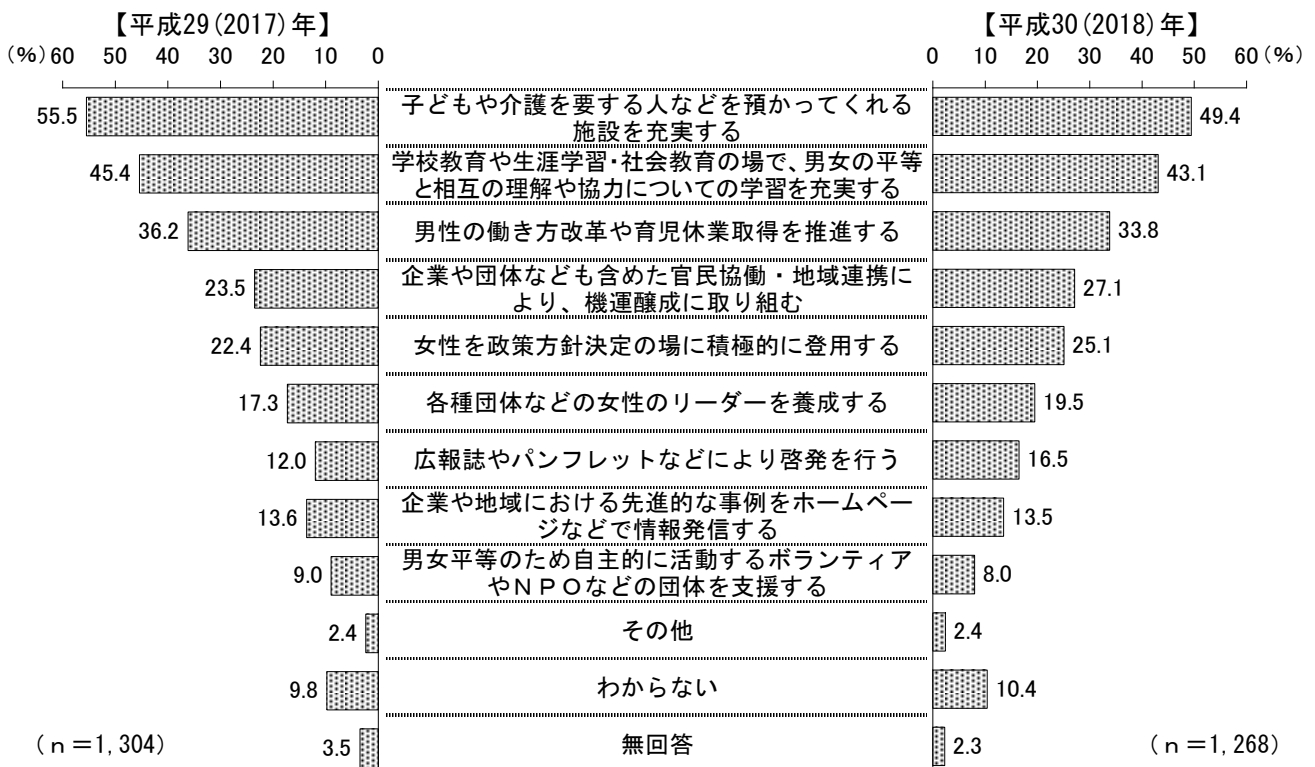 【平成29(2017)年】 【平成30(2018)年】
(%) 60 50 40 30 20 10 0 0 10 20 30 40 50 60 (%)
子どもや介護を要する人などを預かってくれる
55.5 施設を充実する 49.4
学校教育や生涯学習・社会教育の場で、男女の平等
45.4 と相互の理解や協力についての学習を充実する 43.1
36.2 男性の働き方改革や育児休業取得を推進する 33.8
企業や団体なども含めた官民協働・地域連携に
23.5 より、機運醸成に取り組む 27.1
22.4 女性を政策方針決定の場に積極的に登用する 25.1
17.3 各種団体などの女性のリーダーを養成する 19.5
12.0 広報誌やパンフレットなどにより啓発を行う 16.5
企業や地域における先進的な事例をホームペー
13.6 ジなどで情報発信する 13.5
男女平等のため自主的に活動するボランティア
9.0 やNPOなどの団体を支援する 8.0
2.4 その他 2.4
9.8 わからない 10.4
(n=1,304) 3.5 無回答 2.3 (n=1,268)